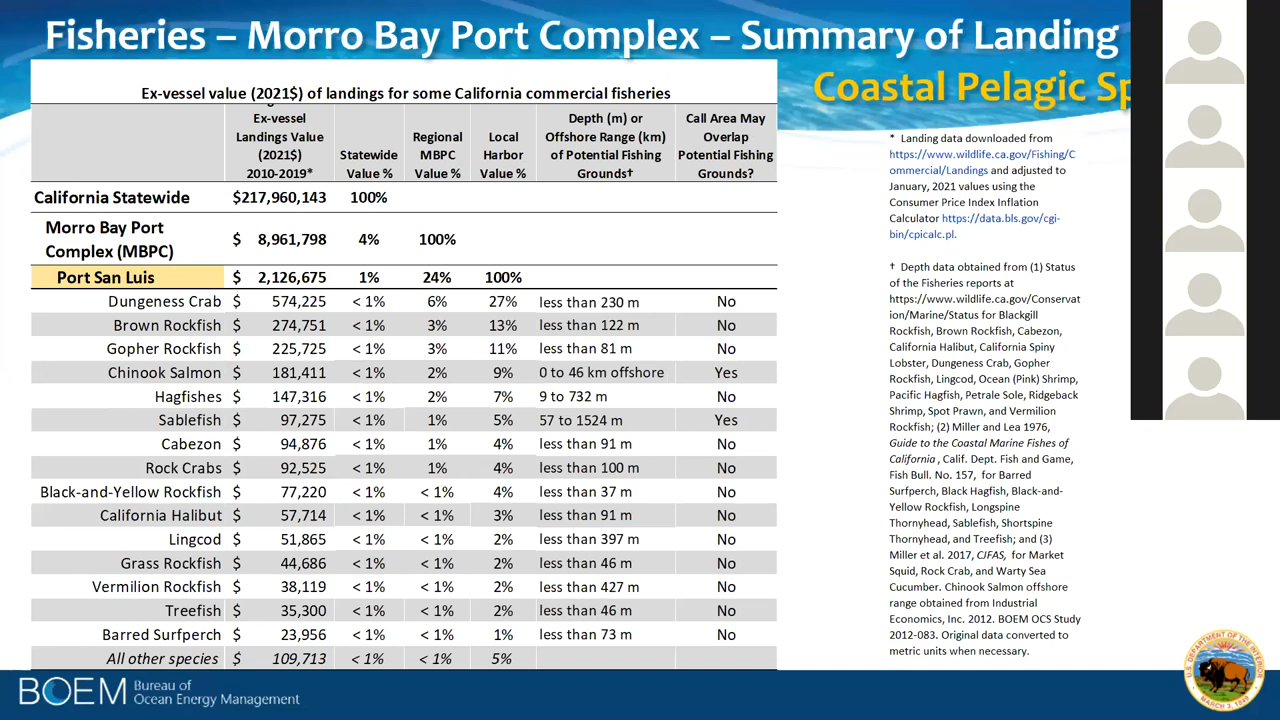 Fisheries – Morro Bay Port Complex – Summary of Landing
Coastal Pelagic Sp
Ex-vessel value (2021$) of landings for some California commercial fisheries
Ex-vessel Landings Value (2021$) 2010-2019* Statewide Value % Regional MBPC Value % Local Harbor Value % Depth (m) or Offshore Range (km) of Potential Fishing Grounds† Call Area May Overlap Potential Fishing Grounds?
California Statewide $217,960,143 100%
Morro Bay Port Complex (MBPC) $ 8,961,798 4% 100%
Port San Luis $ 2,126,675 1% 24% 100%
Dungeness Crab $ 574,225 < 1% 6% 27% less than 230 m No
Brown Rockfish $ 274,751 < 1% 3% 13% less than 122 m No
Gopher Rockfish $ 225,725 < 1% 3% 11% less than 81 m No
Chinook Salmon $ 181,411 < 1% 2% 9% 0 to 46 km offshore Yes
Hagfishes $ 147,316 < 1% 2% 7% 9 to 732 m No
Sablefish $ 97,275 < 1% 1% 5% 57 to 1524 m Yes
Cabezon $ 94,876 < 1% 1% 4% less than 91 m No
Rock Crabs $ 92,525 < 1% 1% 4% less than 100 m No
Black-and-Yellow Rockfish $ 77,220 < 1% < 1% 4% less than 37 m No
California Halibut $ 57,714 < 1% < 1% 3% less than 91 m No
Lingcod $ 51,865 < 1% < 1% 2% less than 397 m No
Grass Rockfish $ 44,686 < 1% < 1% 2% less than 46 m No
Vermilion Rockfish $ 38,119 < 1% < 1% 2% less than 427 m No
Treefish $ 35,300 < 1% < 1% 2% less than 46 m No
Barred Surfperch $ 23,956 < 1% < 1% 1% less than 73 m No
All other species $ 109,713 < 1% < 1% 5%
* Landing data downloaded from
https://www.wildlife.ca.gov/Fishing/C
ommercial/Landings and adjusted to
January, 2021 values using the
Consumer Price Index Inflation
Calculator https://data.bls.gov/cgi-
bin/cpicalc.pl.
† Depth data obtained from (1) Status
of the Fisheries reports at
https://www.wildlife.ca.gov/Conservat
ion/Marine/Status for Blackgill
Rockfish, Brown Rockfish, Cabezon,
California Halibut, California Spiny
Lobster, Dungeness Crab, Gopher
Rockfish, Lingcod, Ocean (Pink) Shrimp,
Pacific Hagfish, Petrale Sole, Ridgeback
Shrimp, Spot Prawn, and Vermilion
Rockfish; (2) Miller and Lea 1976,
Guide to the Coastal Marine Fishes of
California , Calif. Dept. Fish and Game,
Fish Bull. No. 157, for Barred
Surfperch, Black Hagfish, Black-and-
Yellow Rockfish, Longspine
Thornyhead, Sablefish, Shortspine
Thornyhead, and Treefish; and (3)
Miller et al. 2017, CJFAS, for Market
Squid, Rock Crab, and Warty Sea
Cucumber. Chinook Salmon offshore
range obtained from Industrial
Economics, Inc. 2012. BOEM OCS Study
2012-083. Original data converted to
metric units when necessary.
BOEM Bureau of
Ocean Energy Management
U.S. DEPARTMENT OF THE INTERIOR
MARCH 3, 1849